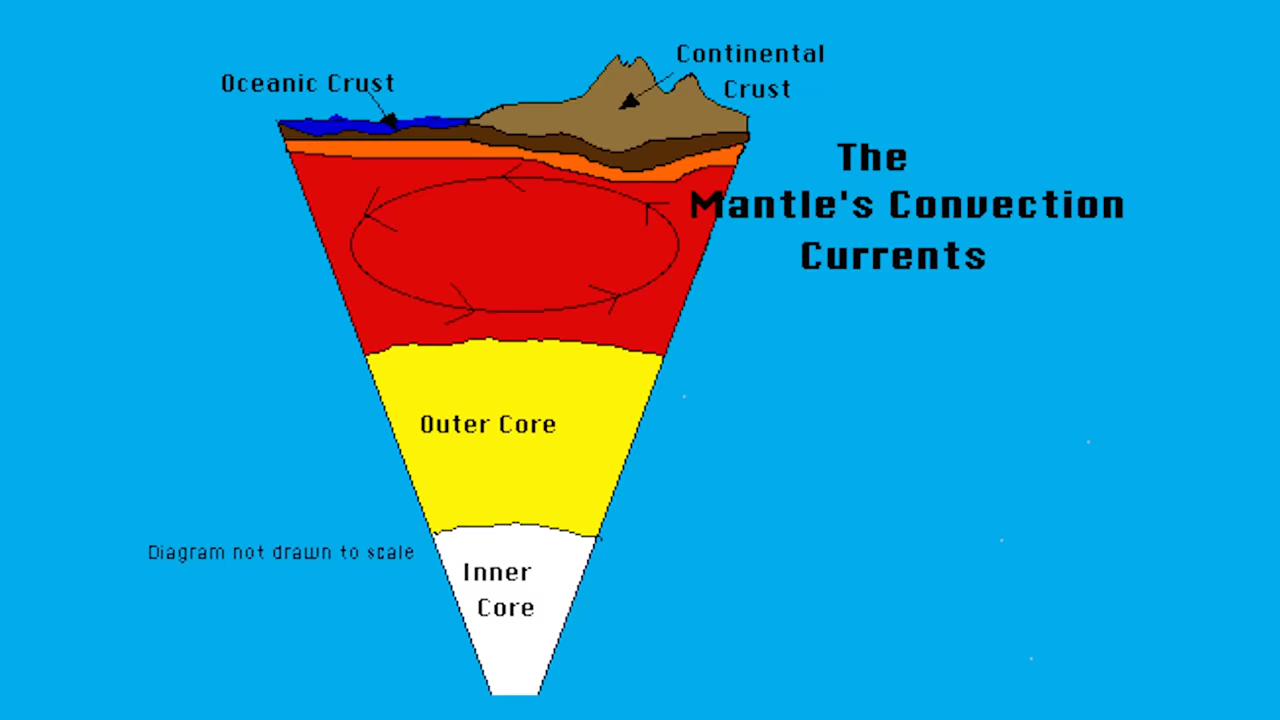 Continental
Crust
Oceanic Crust
The
Mantle's Convection
Currents
Outer Core
Diagram not drawn to scale
Inner
Core